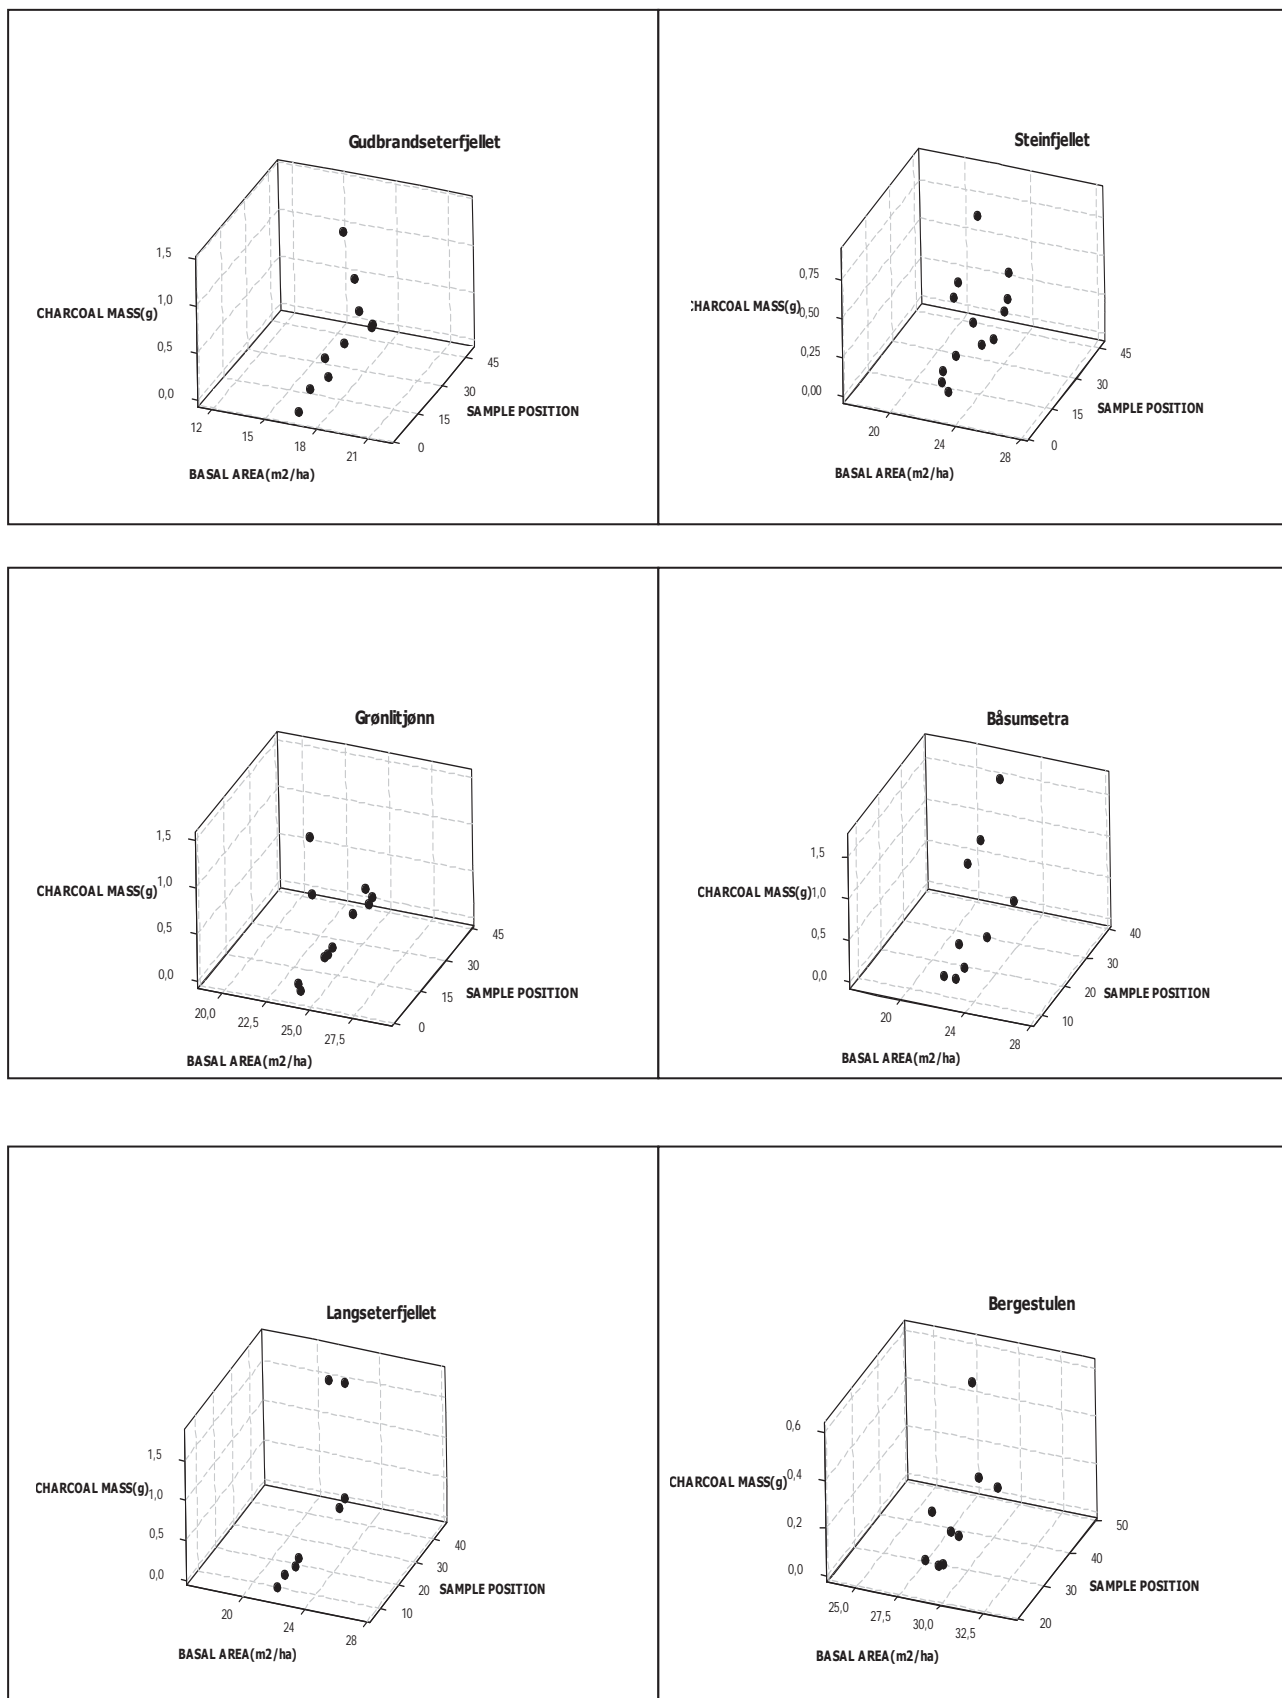 Gudbrandseterfjellet
1,5
1,0
CHARCOAL MASS(g)
0,5
0,0
45
30
15
0
SAMPLE POSITION
12
15
18
21
BASAL AREA(m2/ha)
Steinfjellet
0,75
CHARCOAL MASS(g)
0,50
0,25
0,00
45
30
15
0
SAMPLE POSITION
20
24
28
BASAL AREA(m2/ha)
Grønlitjønn
1,5
1,0
CHARCOAL MASS(g)
0,5
0,0
45
30
15
0
SAMPLE POSITION
20,0
22,5
25,0
27,5
BASAL AREA(m2/ha)
Båsumsetra
1,5
CHARCOAL MASS(g)
1,0
0,5
0,0
40
30
20
10
SAMPLE POSITION
20
24
28
BASAL AREA(m2/ha)
Langseterfjellet
1,5
CHARCOAL MASS(g)
1,0
0,5
0,0
40
30
20
10
SAMPLE POSITION
20
24
28
BASAL AREA(m2/ha)
Bergestulen
0,6
CHARCOAL MASS(g)
0,4
0,2
0,0
50
40
30
20
SAMPLE POSITION
25,0
27,5
30,0
32,5
BASAL AREA(m2/ha)